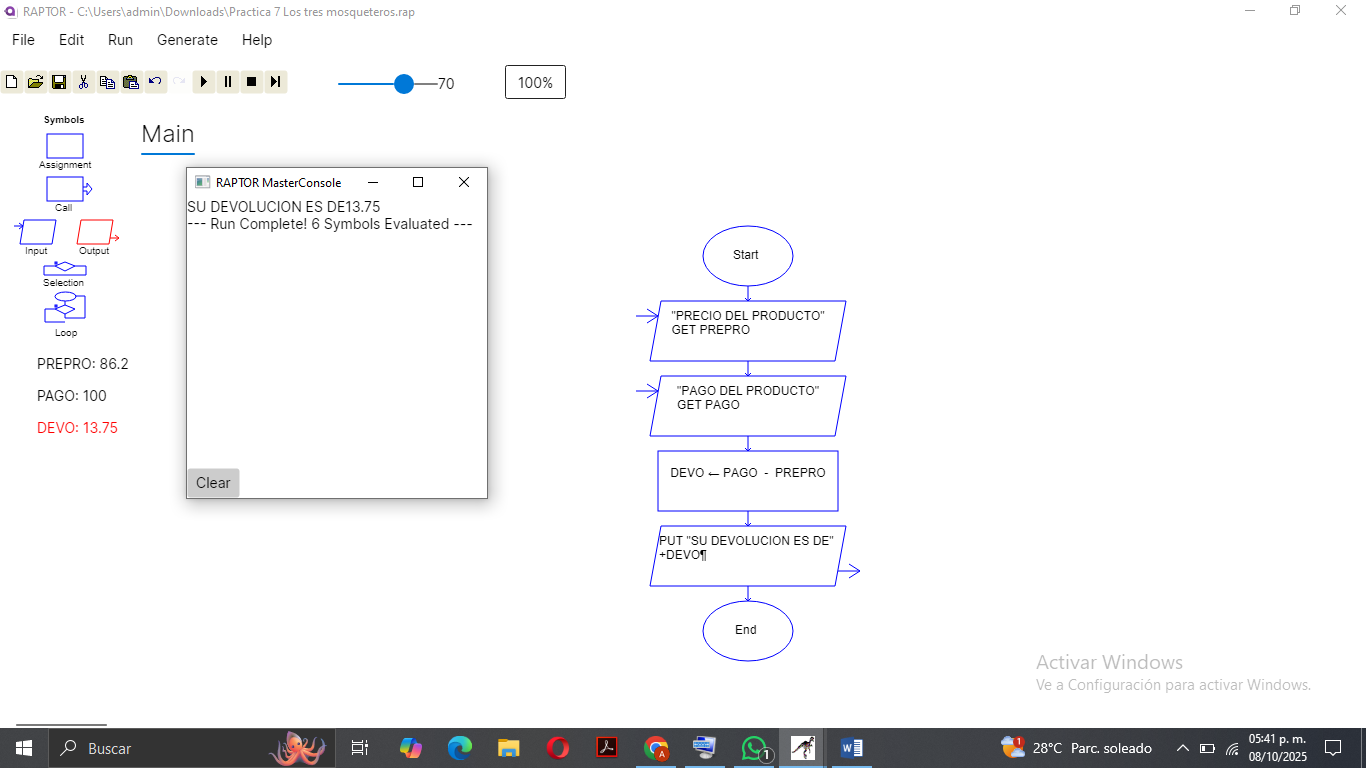 RAPTOR - C:\Users\admin\Downloads\Practica 7 Los tres mosqueteros.rap
File Edit Run Generate Help
70 100%
Symbols
Assignment
Call
Input Output
Selection
Loop
PREPRO: 86.2
PAGO: 100
DEVO: 13.75
Main
RAPTOR MasterConsole
SU DEVOLUCION ES DE13.75
--- Run Complete! 6 Symbols Evaluated ---
Clear
Start
"PRECIO DEL PRODUCTO"
GET PREPRO
"PAGO DEL PRODUCTO"
GET PAGO
DEVO ← PAGO - PREPRO
PUT "SU DEVOLUCION ES DE"
+DEVO¶
End
Activar Windows
Ve a Configuración para activar Windows.
Buscar
1
1
28°C Parc. soleado
05:41 p. m.
08/10/2025